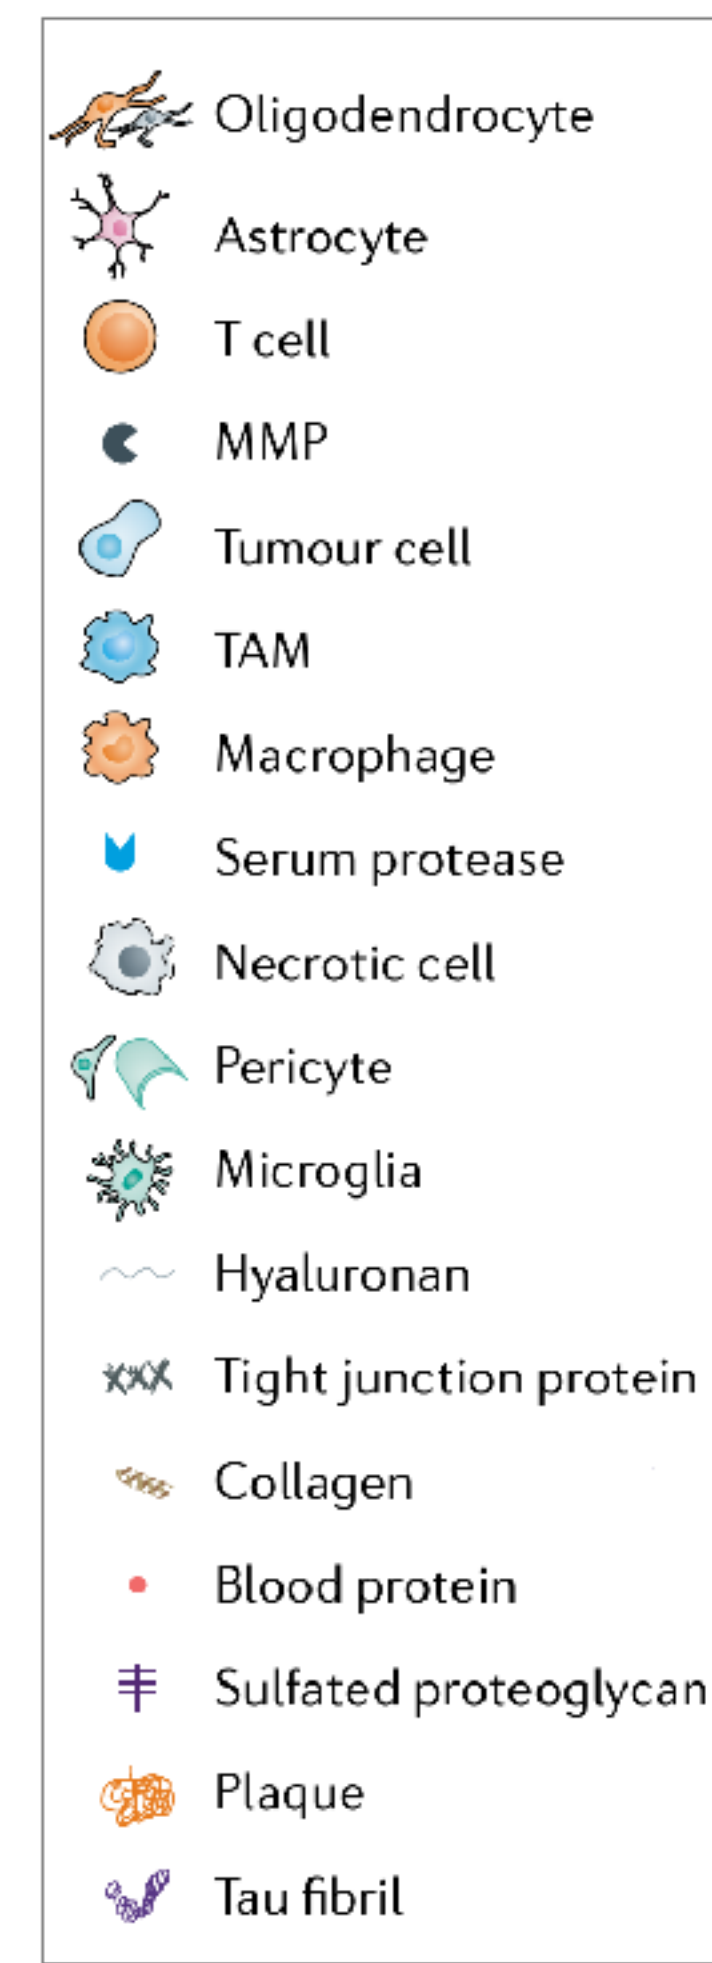 Oligodendrocyte
Astrocyte
T cell
MMP
Tumour cell
TAM
Macrophage
Serum protease
Necrotic cell
Pericyte
Microglia
Hyaluronan
Tight junction protein
Collagen
Blood protein
Sulfated proteoglycan
Plaque
Tau fibril